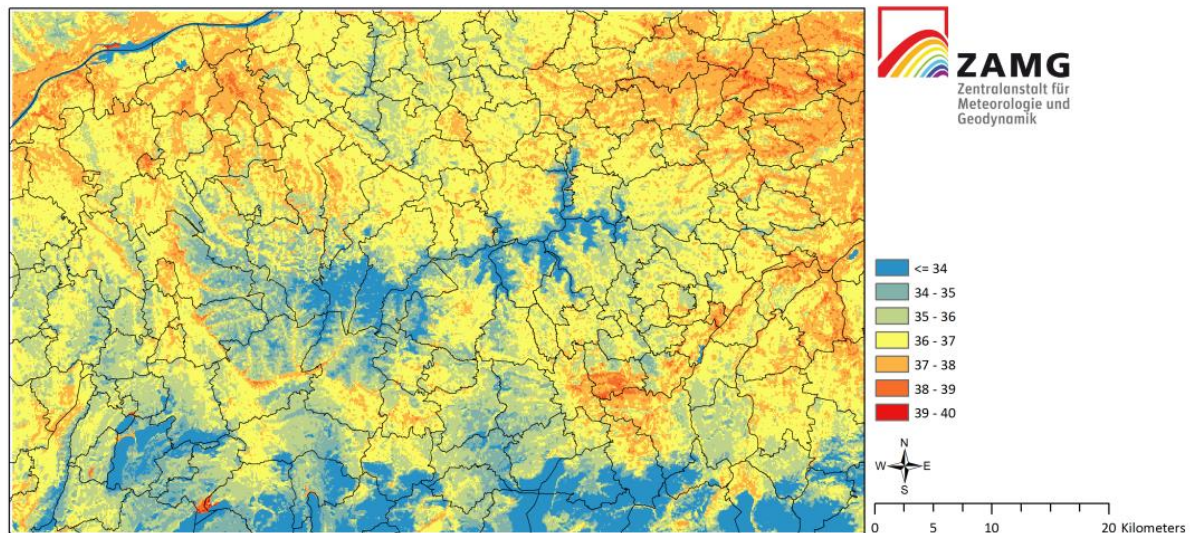 ZAMG
Zentralanstalt für
Meteorologie und
Geodynamik
<= 34
34 - 35
35 - 36
36 - 37
37 - 38
38 - 39
39 - 40
N
W E
S
0 5 10 20 Kilometers